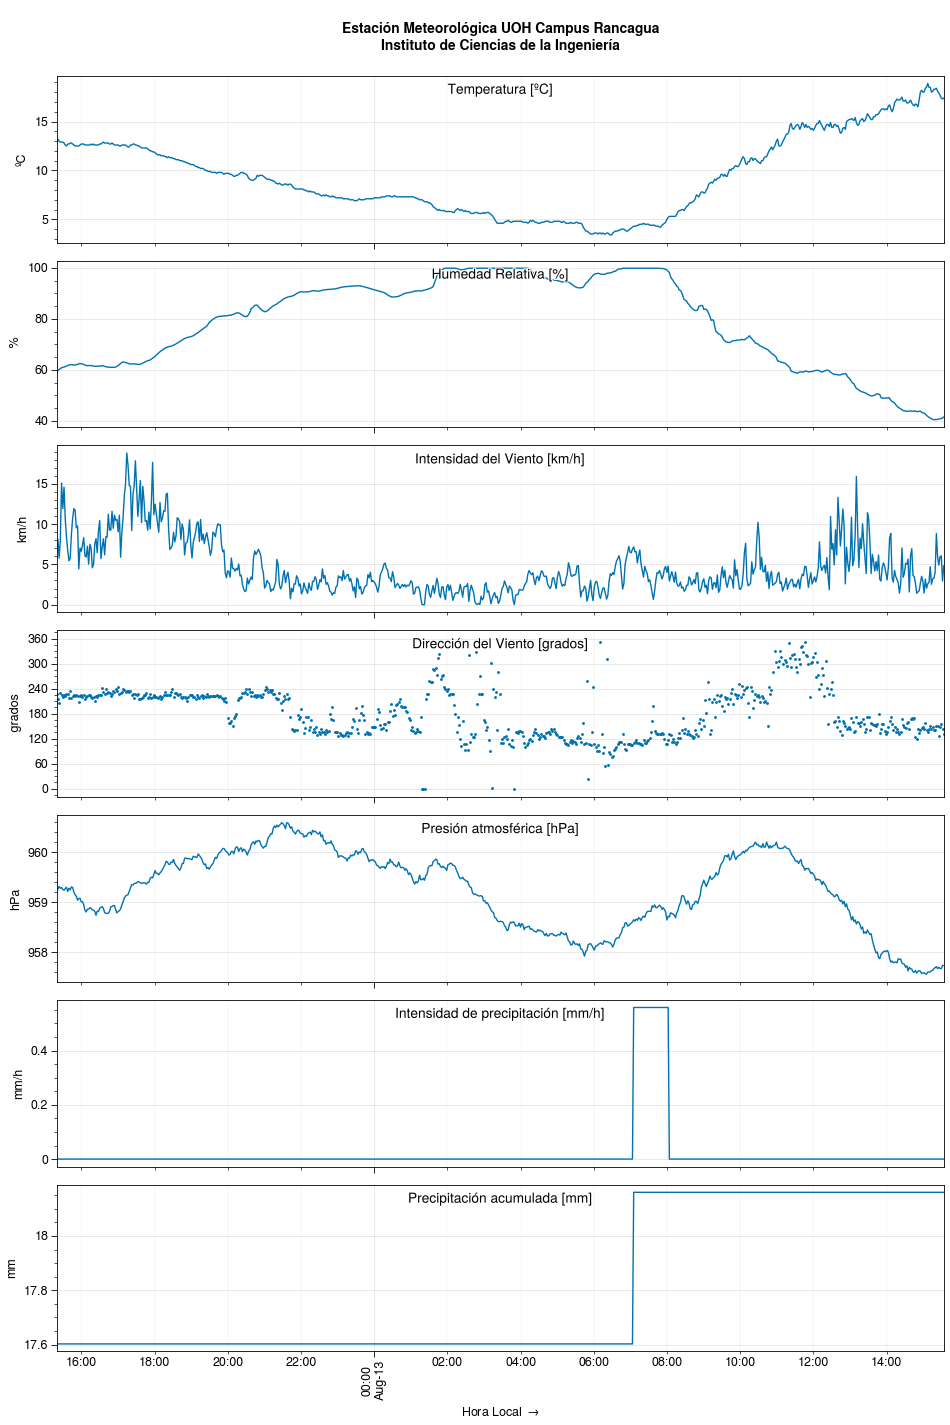 Estación Meteorológica UOH Campus Rancagua
Instituto de Ciencias de la Ingeniería
Temperatura [ºC]
ºC
15
10
5
Humedad Relativa [%]
%
100
80
60
40
Intensidad del Viento [km/h]
km/h
15
10
5
0
Dirección del Viento [grados]
grados
360
300
240
180
120
60
0
Presión atmosférica [hPa]
hPa
960
959
958
Intensidad de precipitación [mm/h]
mm/h
0.4
0.2
0
Precipitación acumulada [mm]
mm
18
17.8
17.6
16:00 18:00 20:00 22:00 00:00 02:00 04:00 06:00 08:00 10:00 12:00 14:00
Aug-13
Hora Local →